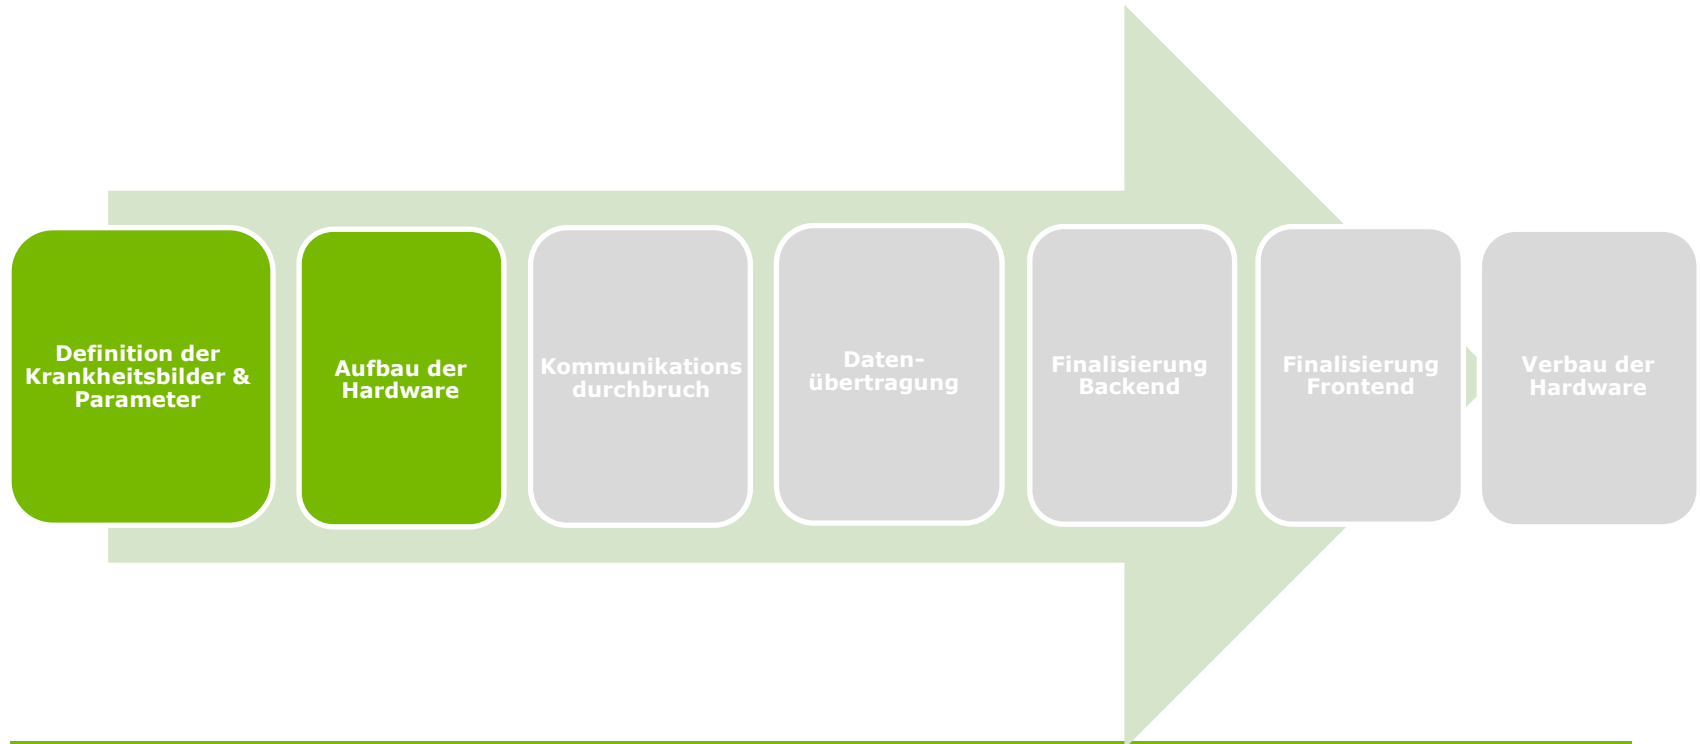 Definition der
Krankheitsbilder &
Parameter
Aufbau der
Hardware
Kommunikations
durchbruch
Daten-
übertragung
Finalisierung
Backend
Finalisierung
Frontend
Verbau der
Hardware